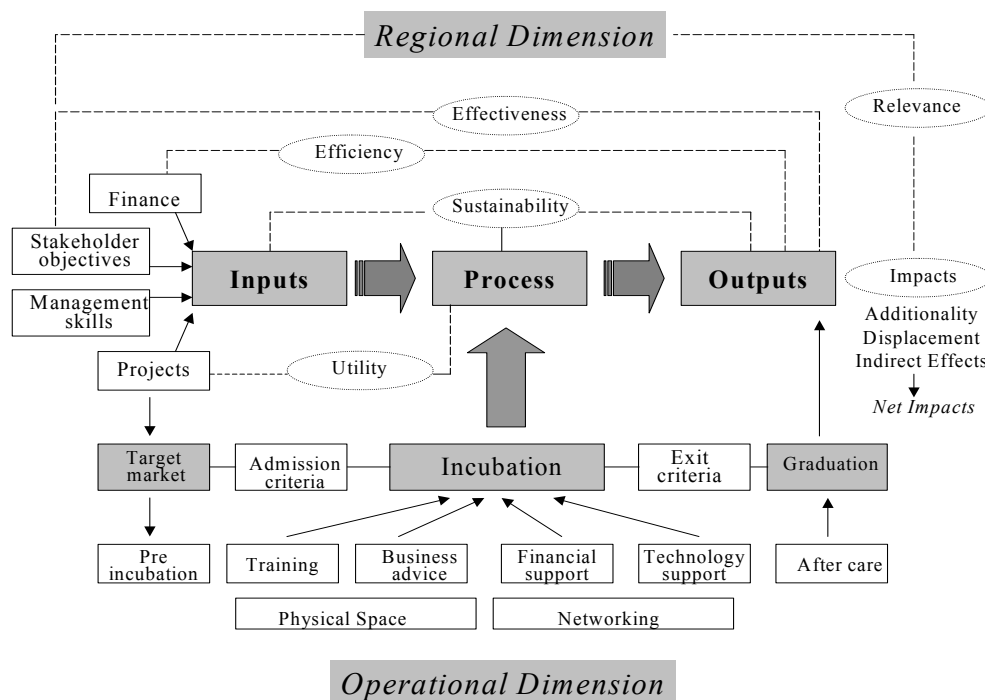 Regional Dimension
Relevance
Effectiveness
Efficiency
Finance
Sustainability
Stakeholder
objectives
Inputs
Process
Outputs
Impacts
Management
skills
Additionality
Displacement
Indirect Effects
Projects
Utility
Net Impacts
Target
market
Admission
criteria
Incubation
Exit
criteria
Graduation
Pre
incubation
Training
Business
advice
Financial
support
Technology
support
After care
Physical Space
Networking
Operational Dimension